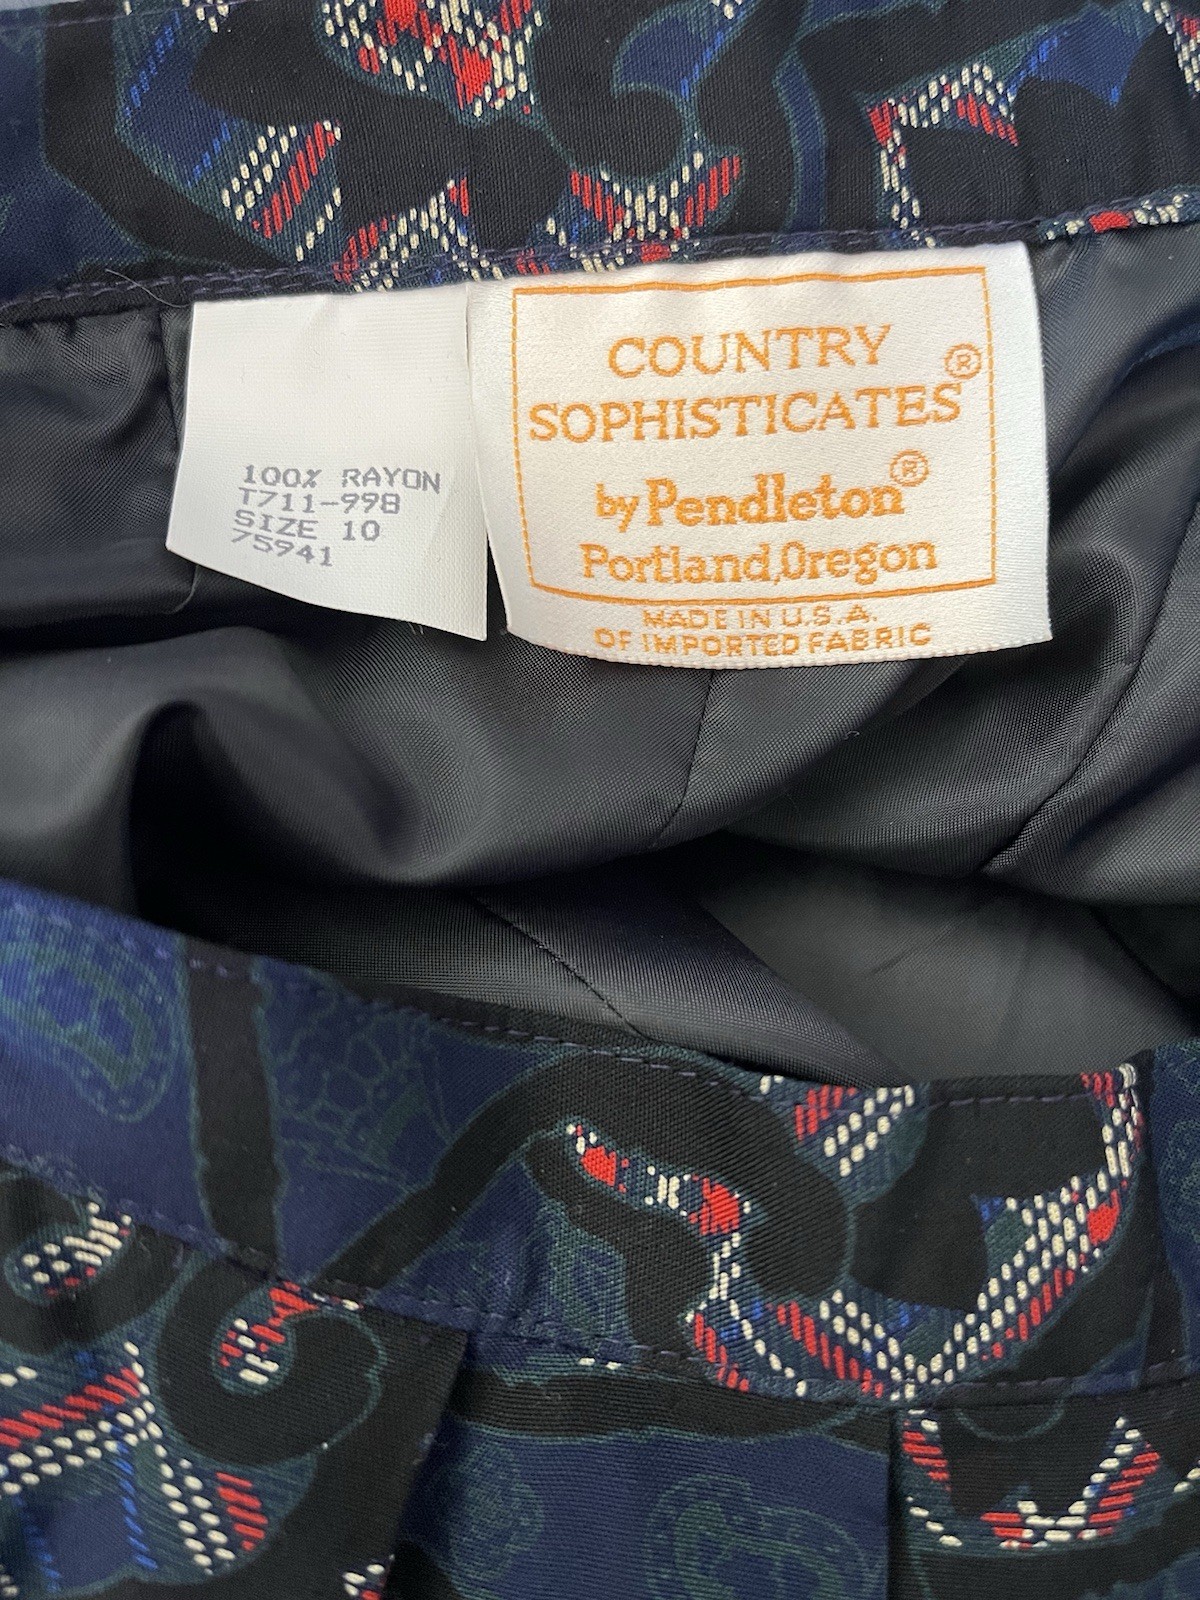 100% RAYON
T711-998
SIZE 10
75941
COUNTRY
SOPHISTICATES®
by Pendleton®
Portland, Oregon
MADE IN U.S.A.
OF IMPORTED FABRIC